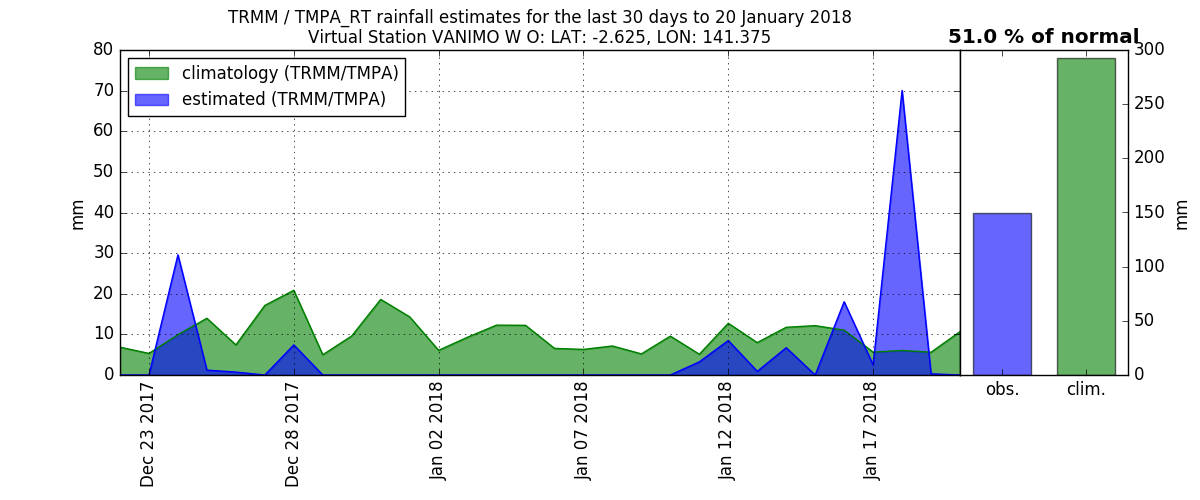 TRMM / TMPA_RT rainfall estimates for the last 30 days to 20 January 2018
Virtual Station VANIMO W O: LAT: -2.625, LON: 141.375
51.0 % of normal
climatology (TRMM/TMPA)
estimated (TRMM/TMPA)
80
70
60
50
40
30
20
10
0
mm
Dec 23 2017
Dec 28 2017
Jan 02 2018
Jan 07 2018
Jan 12 2018
Jan 17 2018
obs.
clim.
300
250
200
150
100
50
0
mm